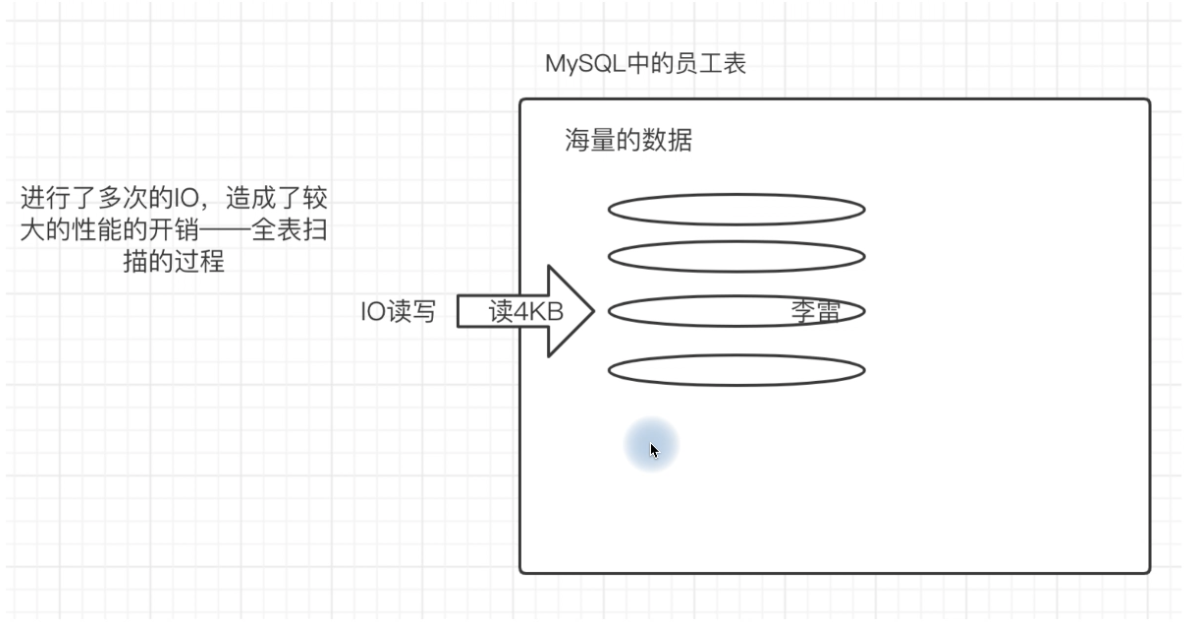 MySQL中的员工表
海量的数据
进行了多次的IO，造成了较
大的性能的开销——全表扫
描的过程
IO读写
读4KB
李雷